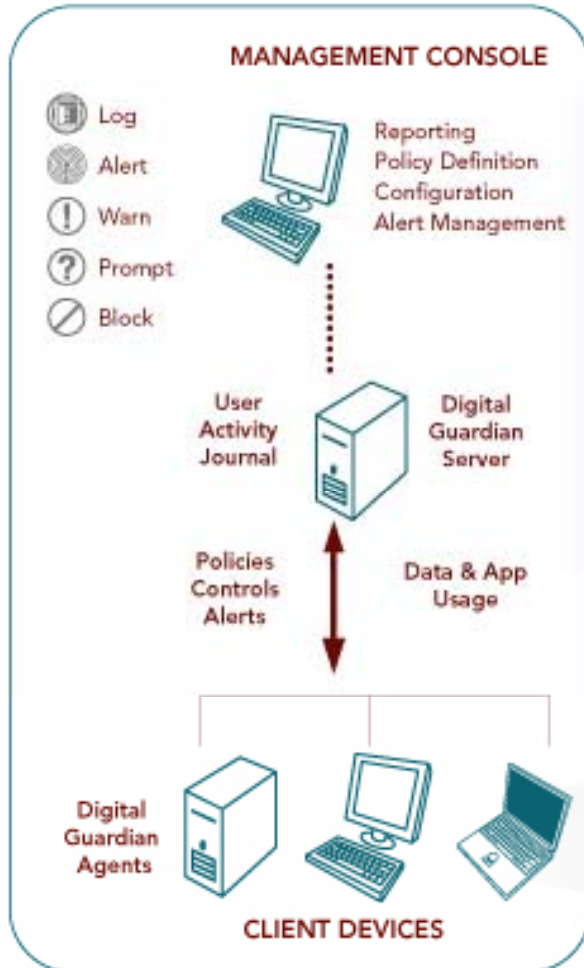 MANAGEMENT CONSOLE
Log
Alert
Warn
Prompt
Block
Reporting
Policy Definition
Configuration
Alert Management
User
Activity
Journal
Digital
Guardian
Server
Policies
Controls
Alerts
Data & App
Usage
Digital
Guardian
Agents
CLIENT DEVICES